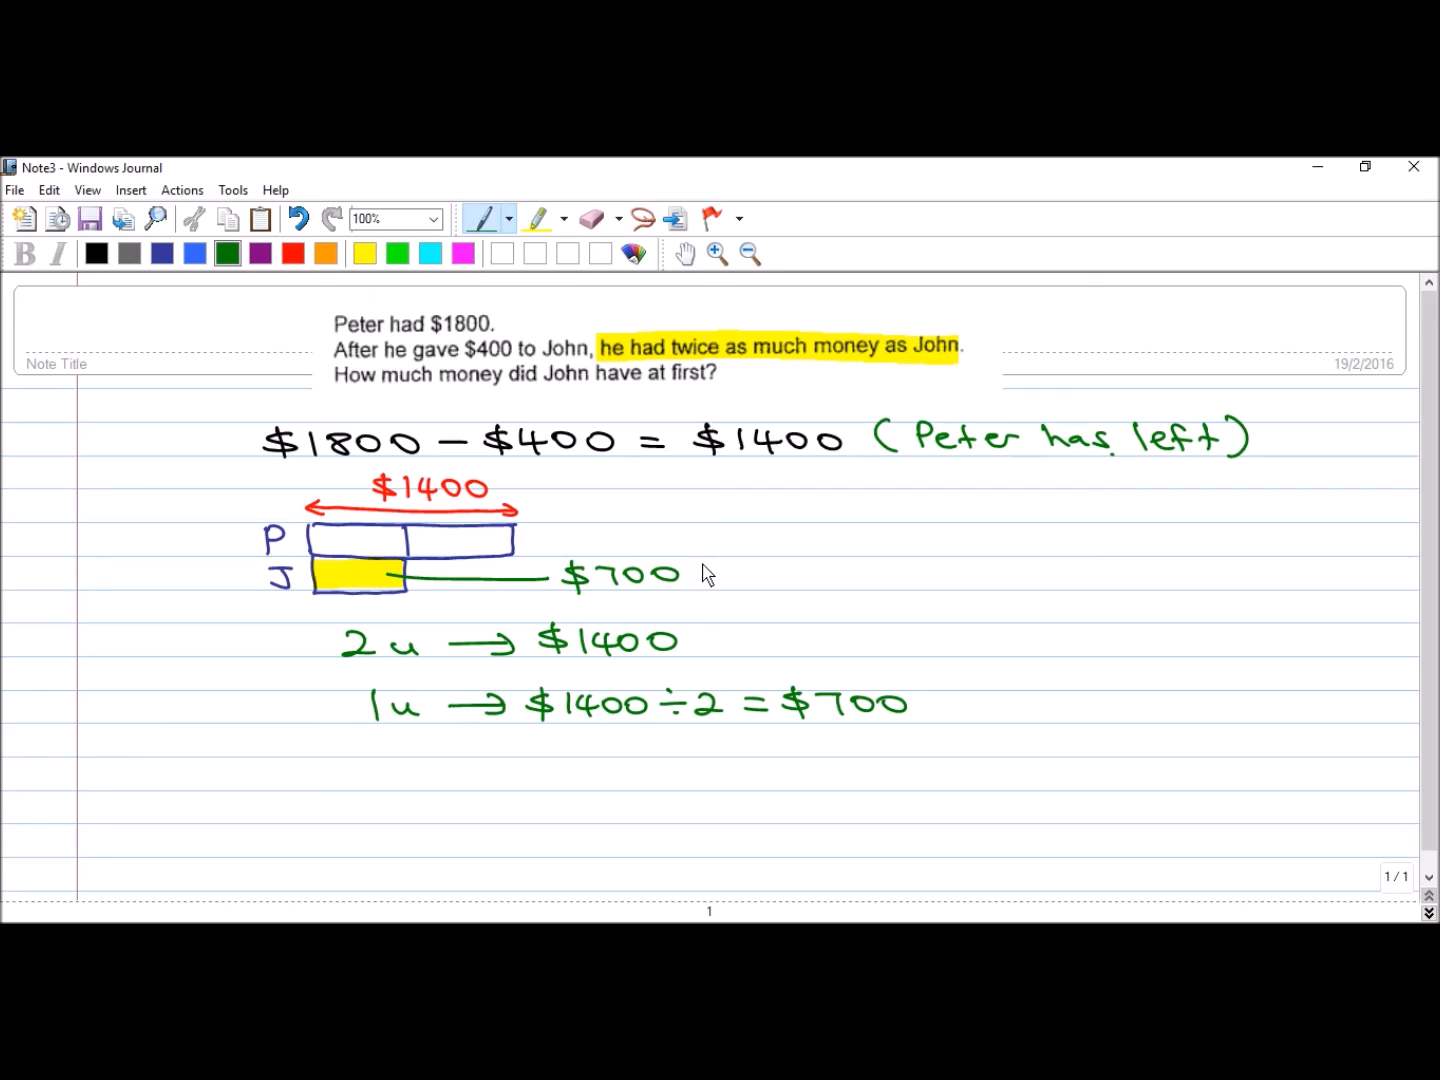 Note3 - Windows Journal
File Edit View Insert Actions Tools Help
100%
B I
Peter had $1800.
After he gave $400 to John, he had twice as much money as John.
How much money did John have at first?
Note Title
19/2/2016
$1800 - $400 = $1400 (Peter has left)
$1400
P
J $700
2 u → $1400
1 u → $1400 ÷ 2 = $700
1 / 1
1